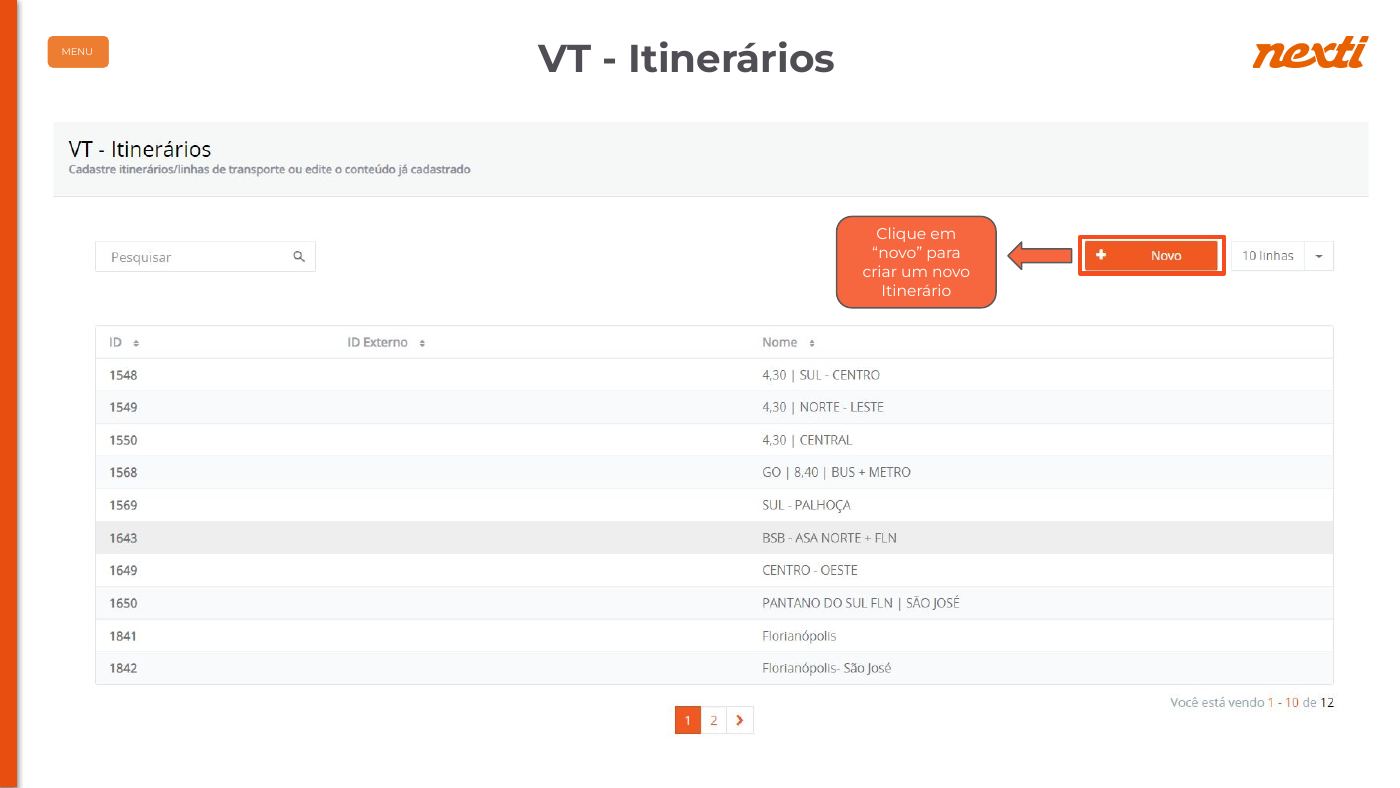 MENU
VT - Itinerários
nexti
VT - Itinerários
Cadastre itinerários/linhas de transporte ou edite o conteúdo já cadastrado
Pesquisar
Clique em
“novo” para
criar um novo
Itinerário
Novo
10 linhas
ID
ID Externo
Nome
1548 4,30 | SUL - CENTRO
1549 4,30 | NORTE - LESTE
1550 4,30 | CENTRAL
1568 GO | 8,40 | BUS + METRO
1569 SUL - PALHOÇA
1643 BSB - ASA NORTE + FLN
1649 CENTRO - OESTE
1650 PANTANO DO SUL FLN | SÃO JOSÉ
1841 Florianópolis
1842 Florianópolis- São José
Você está vendo 1 - 10 de 12
1 2